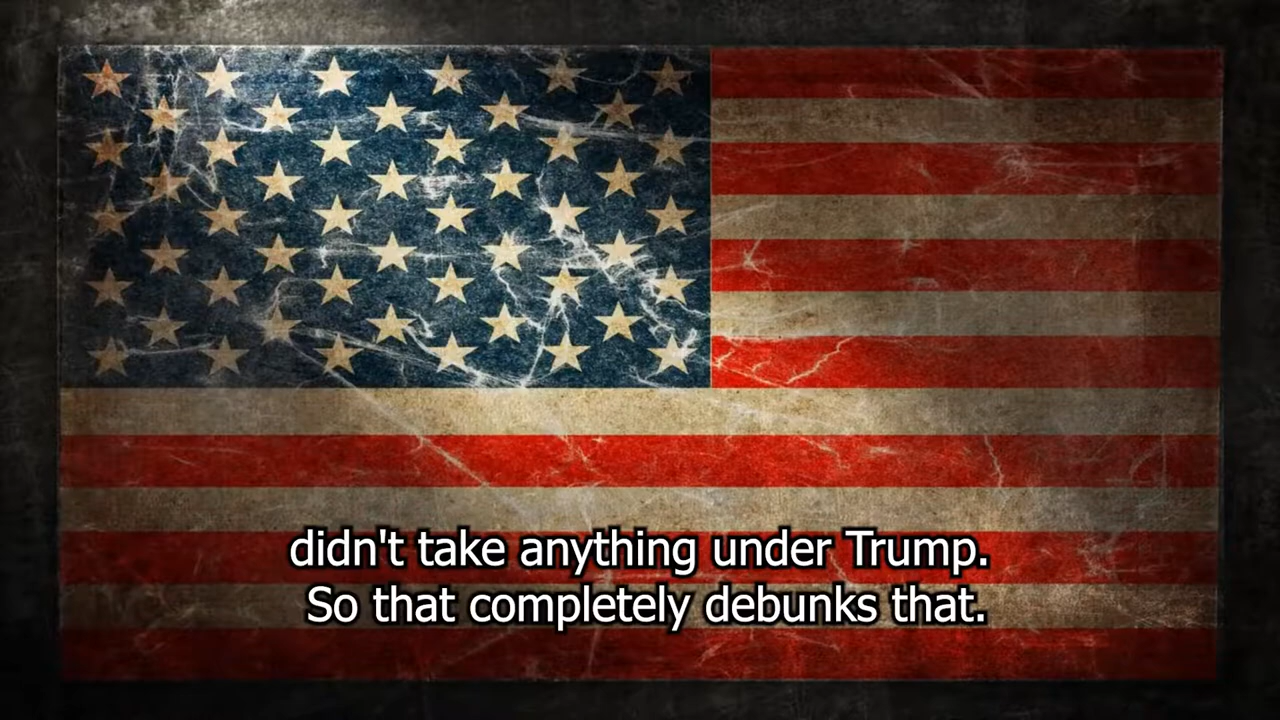 didn't take anything under Trump.
So that completely debunks that.